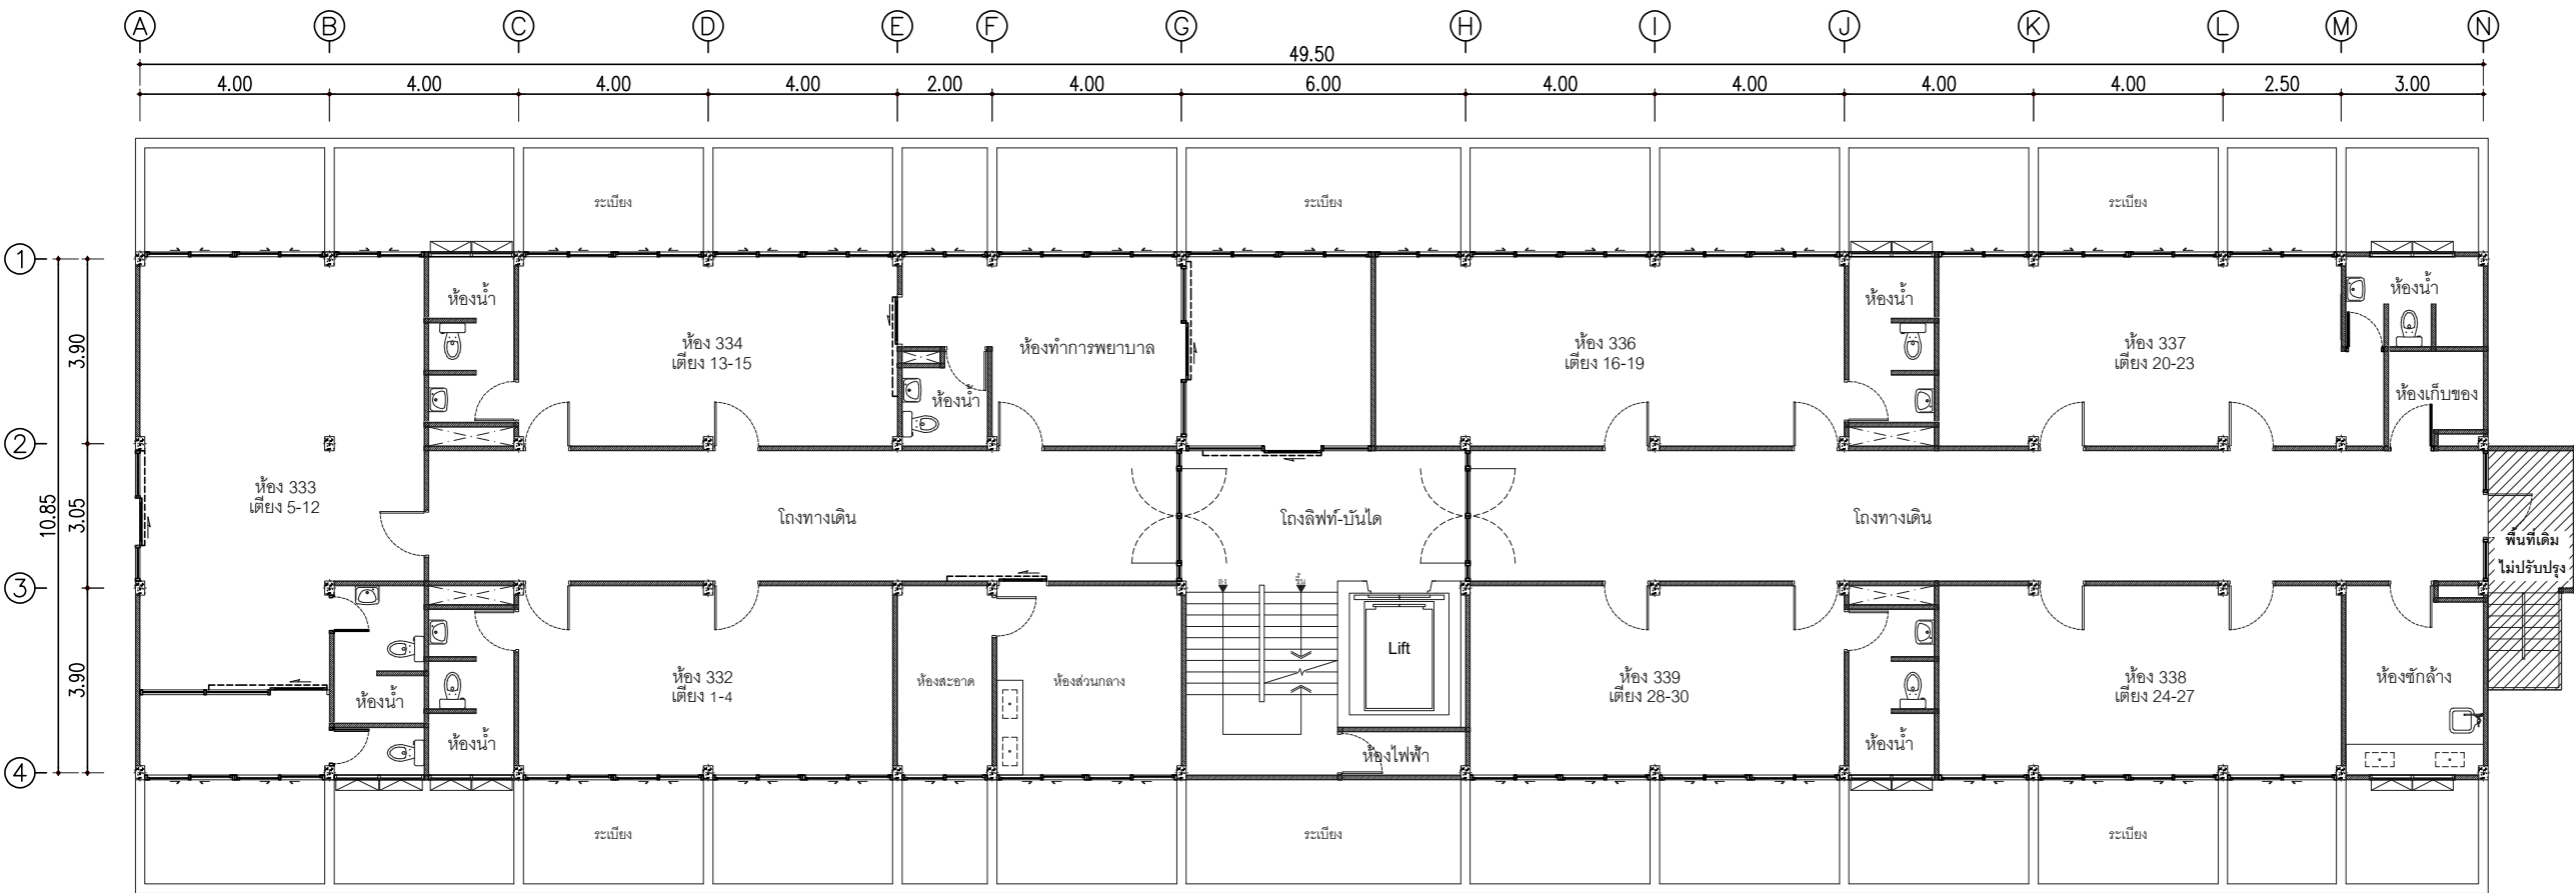 A B C D E F G H I J K L M N
49.50
4.00 4.00 4.00 4.00 2.00 4.00 6.00 4.00 4.00 4.00 4.00 2.50 3.00
ระเบียง ระเบียง ระเบียง
1
ห้องน้ำ ห้องน้ำ ห้องน้ำ
3.90
ห้อง 334
เตียง 13-15
ห้องทำการพยาบาล
ห้อง 336
เตียง 16-19
ห้อง 337
เตียง 20-23
ห้องน้ำ
ห้องเก็บของ
2
10.85
3.05
ห้อง 333
เตียง 5-12
โถงทางเดิน
โถงลิฟท์-บันได
โถงทางเดิน
พื้นที่เดิม
ไม่ปรับปรุง
3
3.90
Lift
ห้อง 332
เตียง 1-4
ห้องสะอาด
ห้องส่วนกลาง
ห้อง 339
เตียง 28-30
ห้อง 338
เตียง 24-27
ห้องซักล้าง
ห้องน้ำ
ห้องน้ำ
ห้องไฟฟ้า
ห้องน้ำ
4
ระเบียง ระเบียง ระเบียง